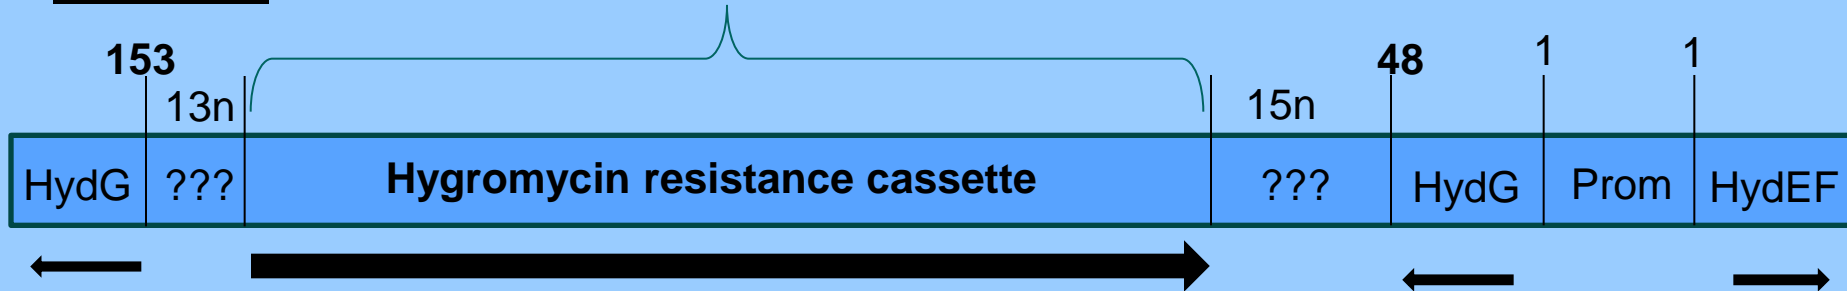 153 48 1 1
13n 15n
HydG ??? Hygromycin resistance cassette ??? HydG Prom HydEF